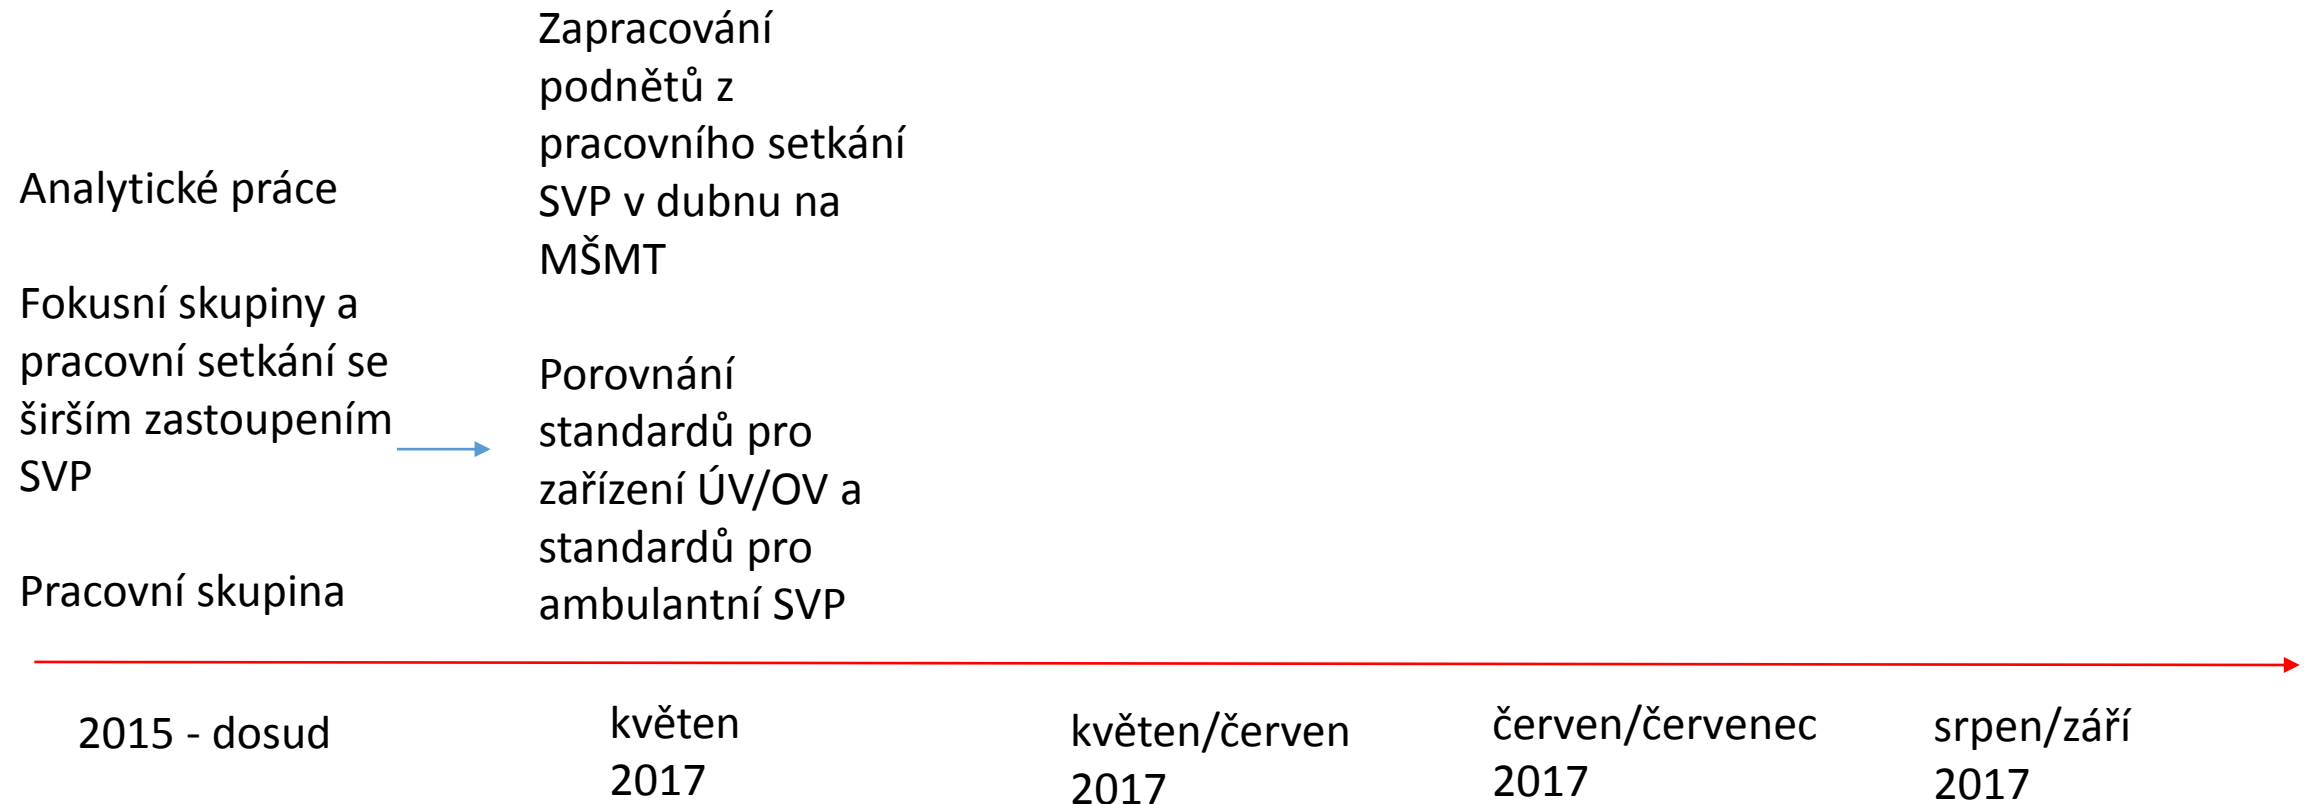 Analytické práce
Fokusní skupiny a
pracovní setkání se
širším zastoupením
SVP
Pracovní skupina
Zapracování
podnětů z
pracovního setkání
SVP v dubnu na
MŠMT
Porovnání
standardů pro
zařízení ÚV/OV a
standardů pro
ambulantní SVP
2015 - dosud
květen
2017
květen/červen
2017
červen/červenec
2017
srpen/září
2017